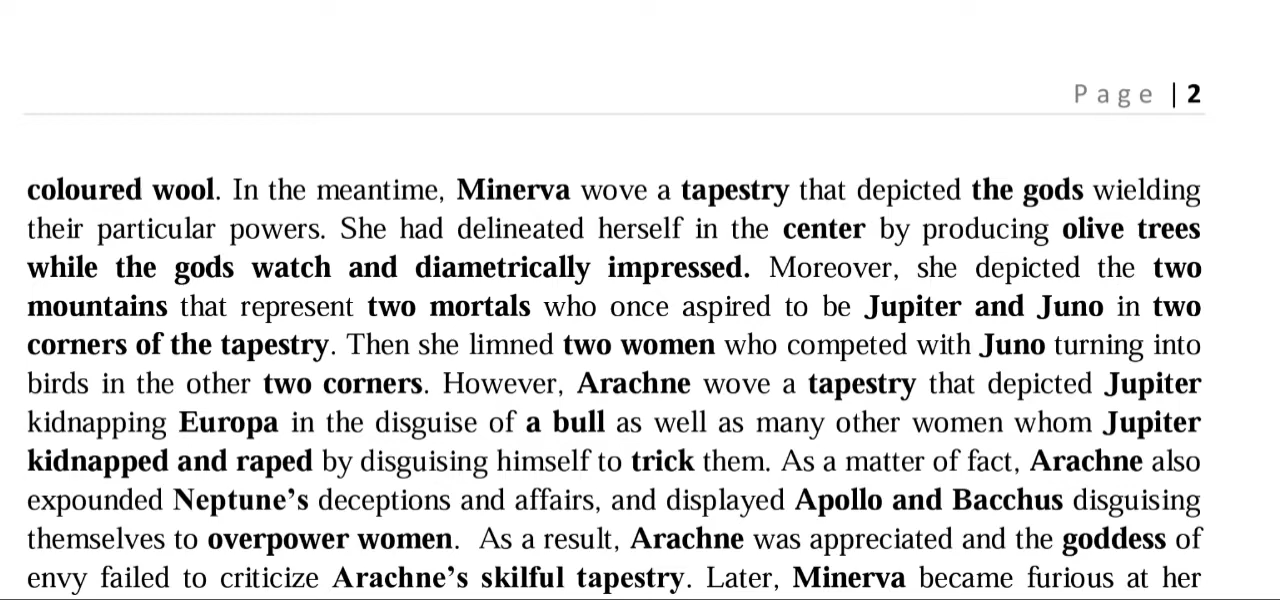 Page | 2
coloured wool. In the meantime, Minerva wove a tapestry that depicted the gods wielding
their particular powers. She had delineated herself in the center by producing olive trees
while the gods watch and diametrically impressed. Moreover, she depicted the two
mountains that represent two mortals who once aspired to be Jupiter and Juno in two
corners of the tapestry. Then she limned two women who competed with Juno turning into
birds in the other two corners. However, Arachne wove a tapestry that depicted Jupiter
kidnapping Europa in the disguise of a bull as well as many other women whom Jupiter
kidnapped and raped by disguising himself to trick them. As a matter of fact, Arachne also
expounded Neptune’s deceptions and affairs, and displayed Apollo and Bacchus disguising
themselves to overpower women. As a result, Arachne was appreciated and the goddess of
envy failed to criticize Arachne’s skilful tapestry. Later, Minerva became furious at her